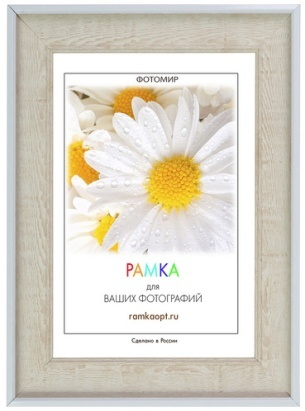 ФОТОМИР
РАМКА
для
ВАШИХ ФОТОГРАФИЙ
ramkaopt.ru
Сделано в России